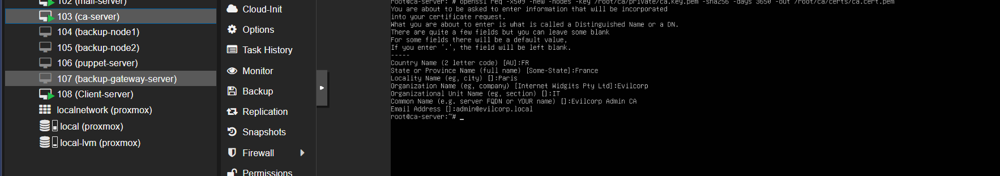 102 (mail-server)
103 (ca-server)
104 (backup-node1)
105 (backup-node2)
106 (puppet-server)
107 (backup-gateway-server)
108 (Client-server)
localnetwork (proxmox)
local (proxmox)
local-lvm (proxmox)
Cloud-Init
Options
Task History
Monitor
Backup
Replication
Snapshots
Firewall
Permissions
root@ca-server:~# openssl req -x509 -new -nodes -key /root/ca/private/ca.key.pem -sha256 -days 3650 -out /root/ca/certs/ca.cert.pem
You are about to be asked to enter information that will be incorporated
into your certificate request.
What you are about to enter is what is called a Distinguished Name or a DN.
There are quite a few fields but you can leave some blank
For some fields there will be a default value,
If you enter '.', the field will be left blank.
-----
Country Name (2 letter code) [AU]:FR
State or Province Name (full name) [Some-State]:France
Locality Name (eg, city) []:Paris
Organization Name (eg, company) [Internet Widgits Pty Ltd]:Evilcorp
Organizational Unit Name (eg, section) []:IT
Common Name (e.g. server FQDN or YOUR name) []:Evilcorp Admin CA
Email Address []:admin@evilcorp.local
root@ca-server:~# _